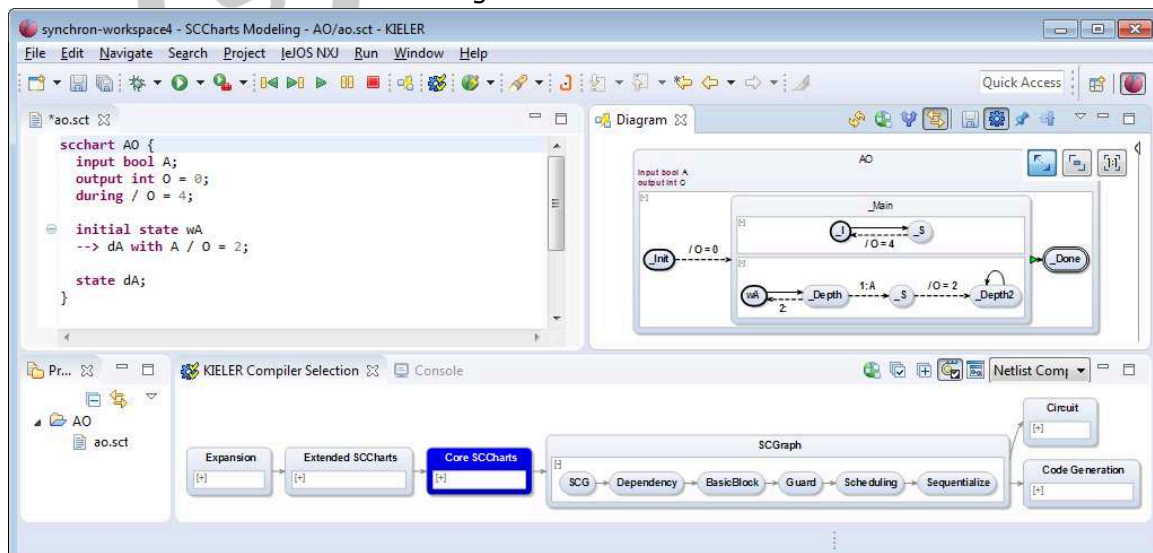 synchron-workspace4 - SCCharts Modeling - AO/ao.sct - KIELER
File Edit Navigate Search Project leJOS NXJ Run Window Help
Quick Access
*ao.sct
scchart AO {
input bool A;
output int O = 0;
during / O = 4;
initial state wA
--> dA with A / O = 2;
state dA;
}
Diagram
AO
input bool A
output int O
[-]
_Main
[-]
_I
_S
/ O = 4
_Init
/ O = 0
_Done
[-]
wA
2:
_Depth
1: A
_S
/ O = 2
_Depth2
Pr...
AO
ao.sct
KIELER Compiler Selection
Console
Netlist Comp
Expansion
[+]
Extended SCCharts
[+]
Core SCCharts
[+]
SCGraph
[-]
SCG
Dependency
BasicBlock
Guard
Scheduling
Sequentialize
Circuit
[+]
Code Generation
[+]